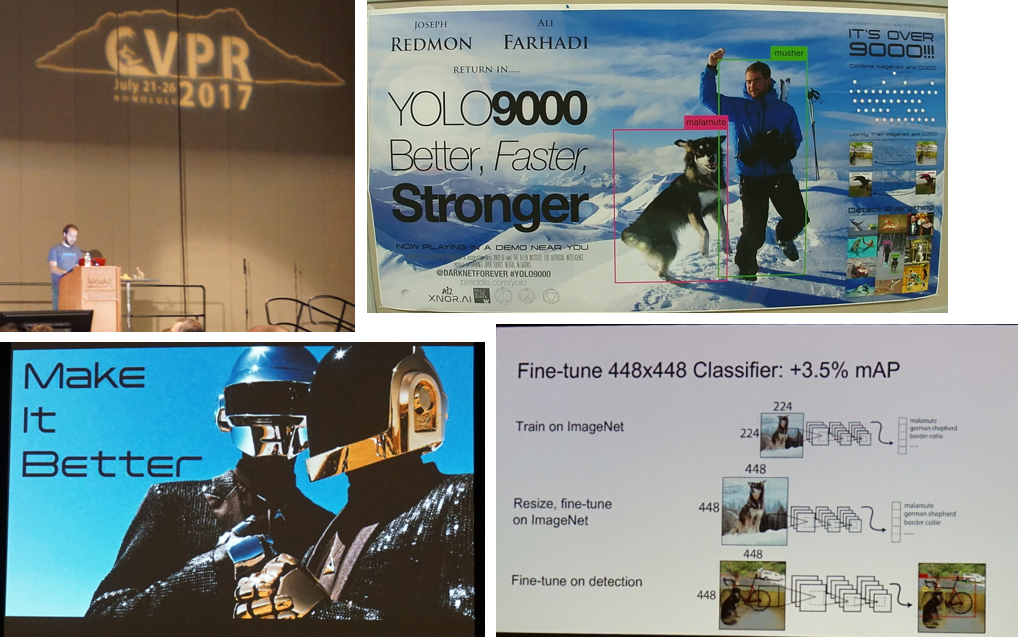 CVPR
July 21-26
HONOLULU 2017
JOSEPH REDMON
ALI FARHADI
RETURN IN.....
YOLO9000
Better, Faster,
Stronger
NOW PLAYING IN A DEMO NEAR YOU
@DARKNETFOREVER #YOLO9000
pjreddie.com/yolo
XNOR.AI
malamute
musher
IT'S OVER
9000!!!
Combine ImageNet and COCO
Jointly Train ImageNet and COCO
Detect Everything
Make
It
Better
Fine-tune 448x448 Classifier: +3.5% mAP
Train on ImageNet
224
224
malamute
german shepherd
border collie
Resize, fine-tune
on ImageNet
448
448
malamute
german shepherd
border collie
Fine-tune on detection
448
448